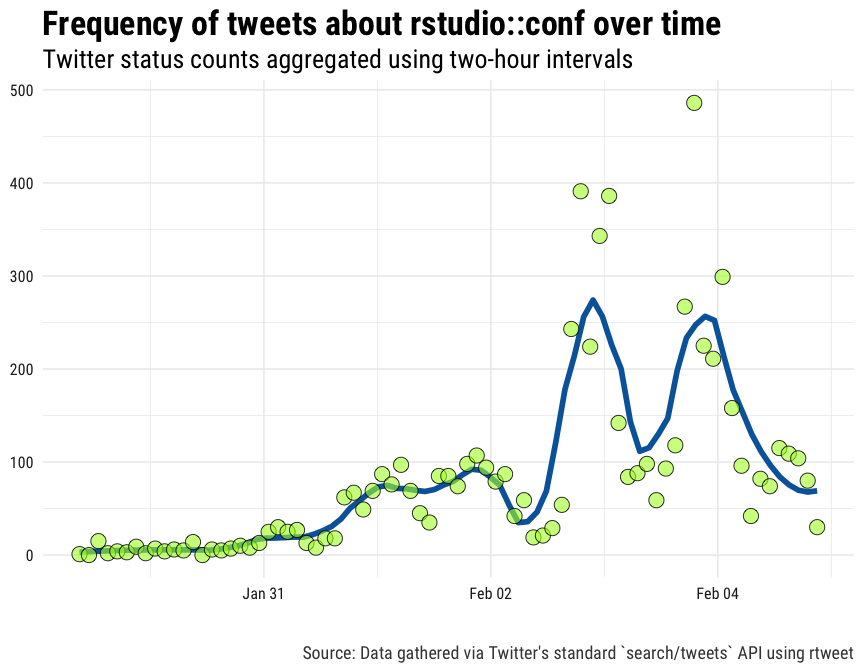 Frequency of tweets about rstudio::conf over time
Twitter status counts aggregated using two-hour intervals
500
400
300
200
100
0
Jan 31 Feb 02 Feb 04
Source: Data gathered via Twitter's standard `search/tweets` API using rtweet